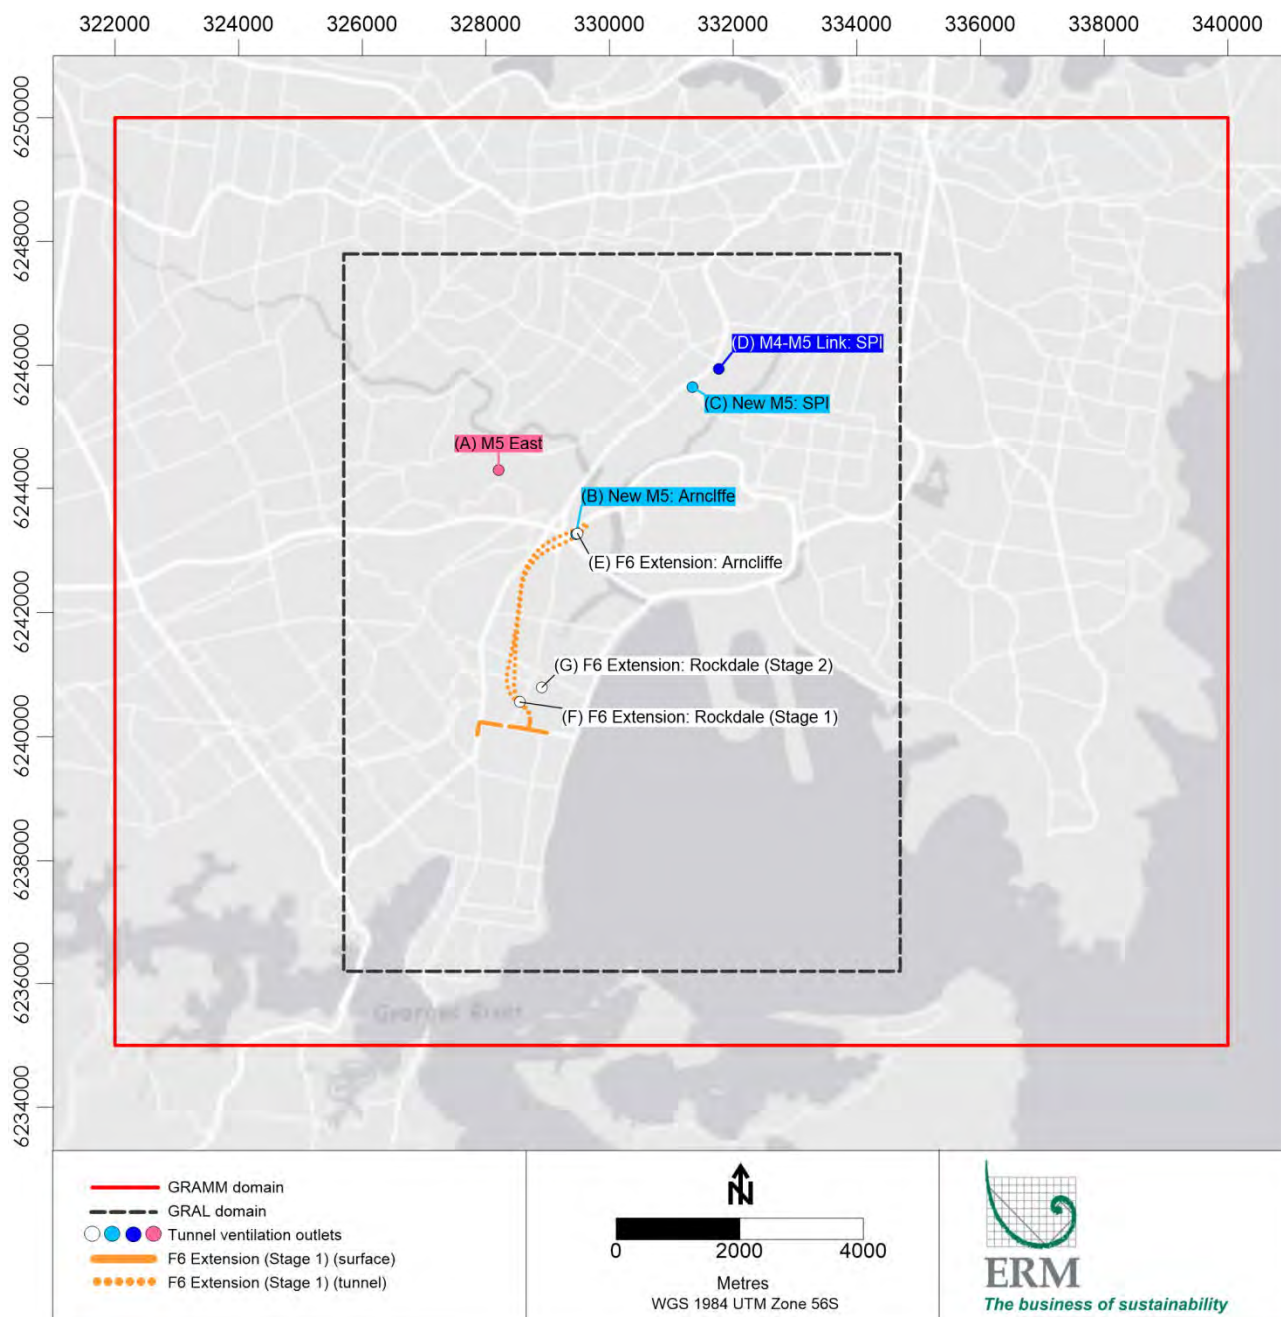 322000 324000 326000 328000 330000 332000 334000 336000 338000 340000
6250000
6248000
6246000
6244000
6242000
6240000
6238000
6236000
6234000
(D) M4-M5 Link: SPI
(C) New M5: SPI
(A) M5 East
(B) New M5: Arnclffe
(E) F6 Extension: Arncliffe
(G) F6 Extension: Rockdale (Stage 2)
(F) F6 Extension: Rockdale (Stage 1)
Georges River
GRAMM domain
GRAL domain
Tunnel ventilation outlets
F6 Extension (Stage 1) (surface)
F6 Extension (Stage 1) (tunnel)
N
0 2000 4000
Metres
WGS 1984 UTM Zone 56S
ERM
The business of sustainability